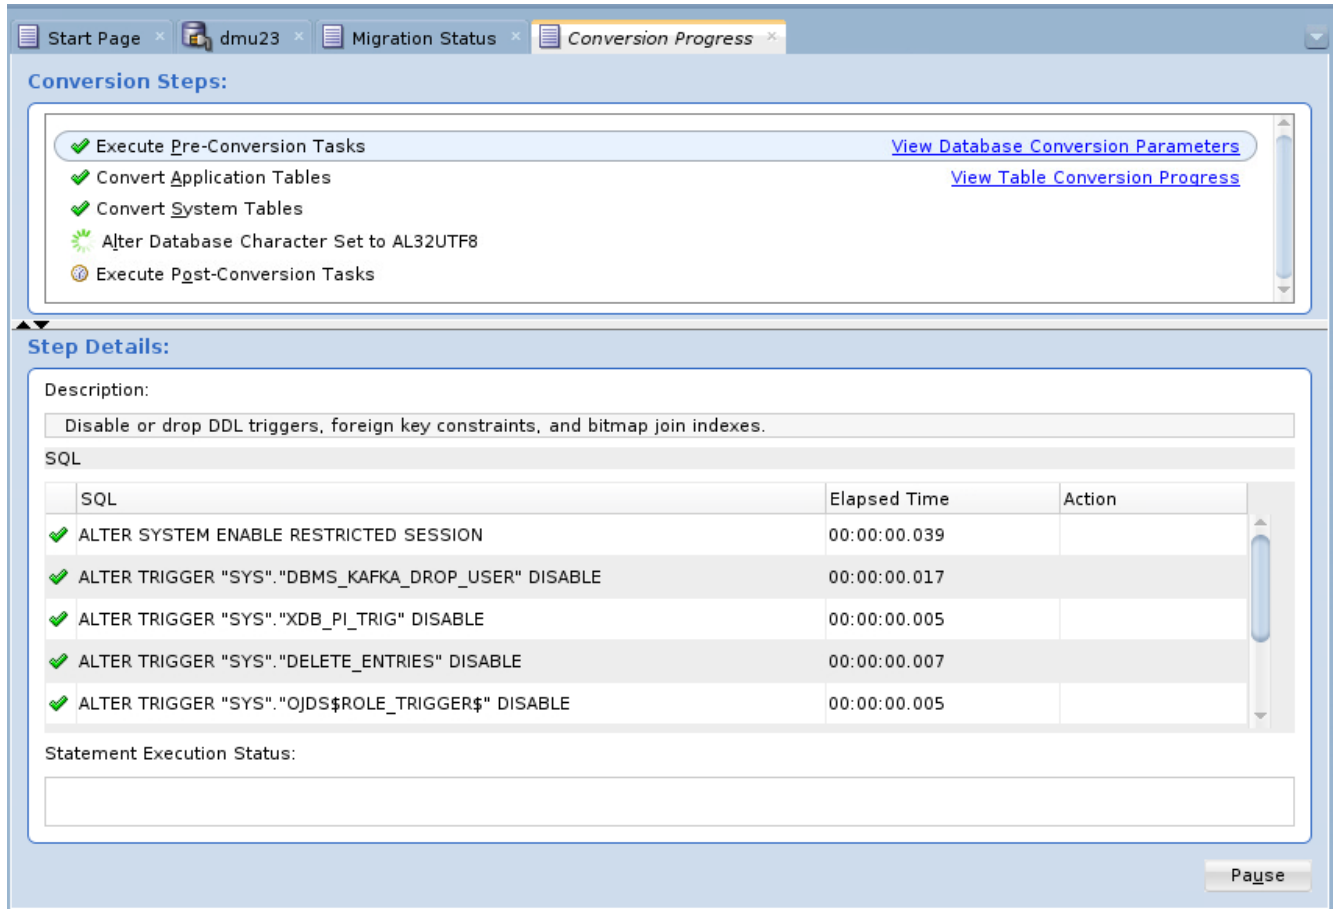 Start Page dmu23 Migration Status Conversion Progress
Conversion Steps:
Execute Pre-Conversion Tasks View Database Conversion Parameters
Convert Application Tables View Table Conversion Progress
Convert System Tables
Alter Database Character Set to AL32UTF8
Execute Post-Conversion Tasks
Step Details:
Description:
Disable or drop DDL triggers, foreign key constraints, and bitmap join indexes.
SQL
SQL Elapsed Time Action
ALTER SYSTEM ENABLE RESTRICTED SESSION 00:00:00.039
ALTER TRIGGER "SYS"."DBMS_KAFKA_DROP_USER" DISABLE 00:00:00.017
ALTER TRIGGER "SYS"."XDB_PI_TRIG" DISABLE 00:00:00.005
ALTER TRIGGER "SYS"."DELETE_ENTRIES" DISABLE 00:00:00.007
ALTER TRIGGER "SYS"."OJDS$ROLE_TRIGGER$" DISABLE 00:00:00.005
Statement Execution Status:
Pause